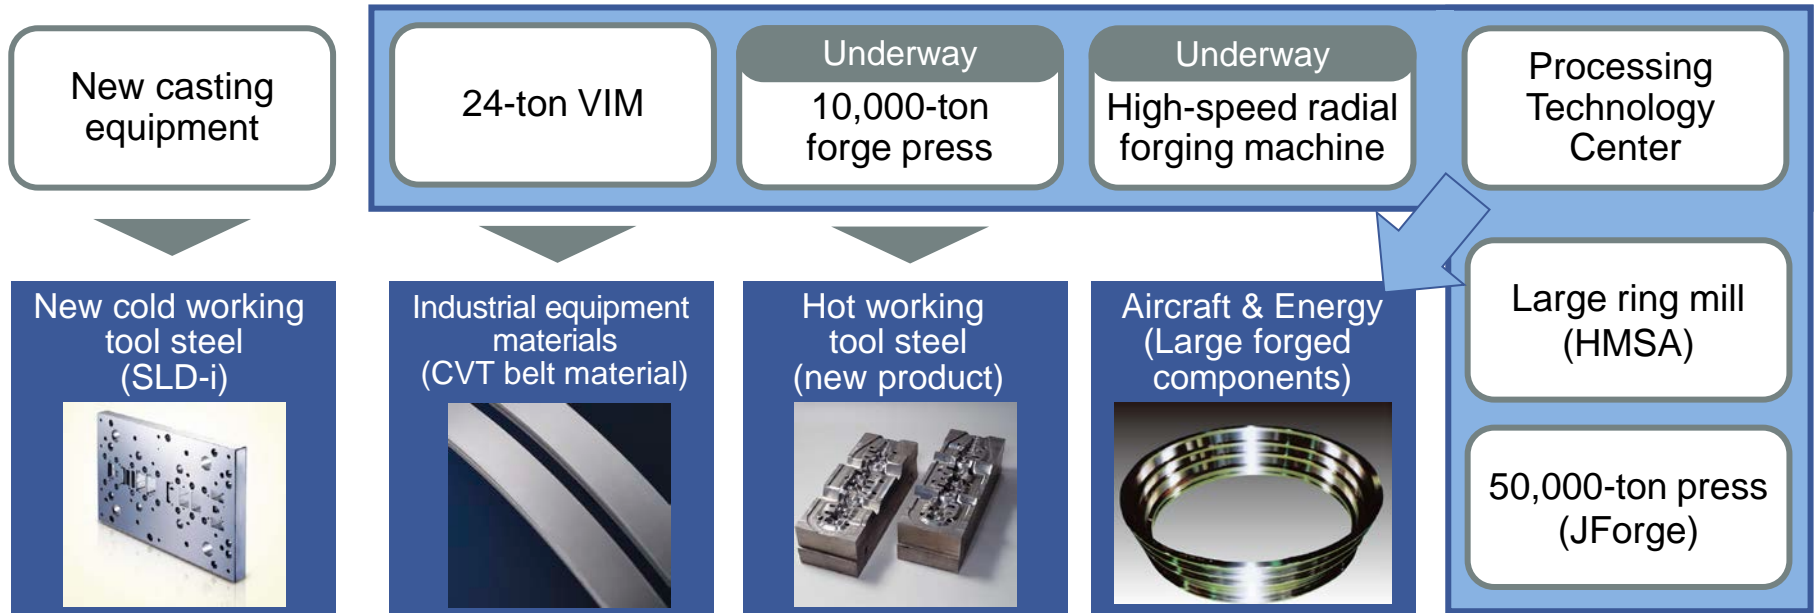 New casting
equipment
24-ton VIM
Underway
10,000-ton
forge press
Underway
High-speed radial
forging machine
Processing
Technology
Center
New cold working
tool steel
(SLD-i)
Industrial equipment
materials
(CVT belt material)
Hot working
tool steel
(new product)
Aircraft & Energy
(Large forged
components)
Large ring mill
(HMSA)
50,000-ton press
(JForge)